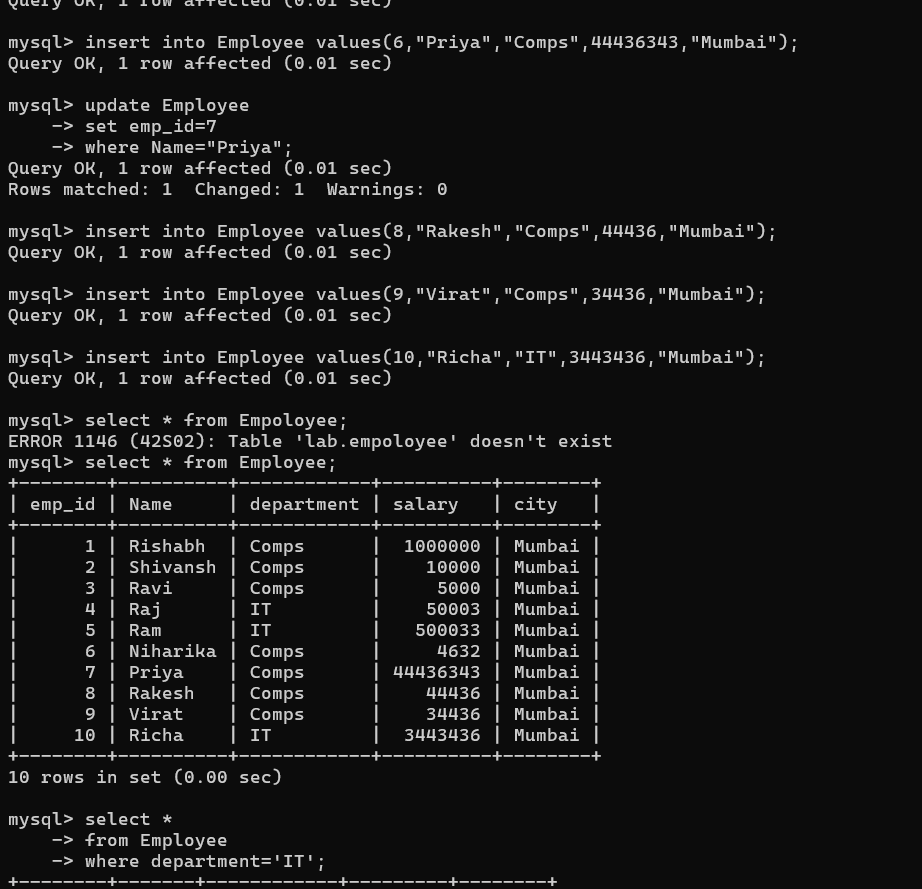 Query OK, 1 row affected (0.01 sec)
mysql> insert into Employee values(6,"Priya","Comps",44436343,"Mumbai");
Query OK, 1 row affected (0.01 sec)
mysql> update Employee
    -> set emp_id=7
    -> where Name="Priya";
Query OK, 1 row affected (0.01 sec)
Rows matched: 1  Changed: 1  Warnings: 0
mysql> insert into Employee values(8,"Rakesh","Comps",44436,"Mumbai");
Query OK, 1 row affected (0.01 sec)
mysql> insert into Employee values(9,"Virat","Comps",34436,"Mumbai");
Query OK, 1 row affected (0.01 sec)
mysql> insert into Employee values(10,"Richa","IT",3443436,"Mumbai");
Query OK, 1 row affected (0.01 sec)
mysql> select * from Empoloyee;
ERROR 1146 (42S02): Table 'lab.empoloyee' doesn't exist
mysql> select * from Employee;
+--------+----------+------------+----------+--------+
| emp_id | Name     | department | salary   | city   |
+--------+----------+------------+----------+--------+
|      1 | Rishabh  | Comps      |  1000000 | Mumbai |
|      2 | Shivansh | Comps      |    10000 | Mumbai |
|      3 | Ravi     | Comps      |     5000 | Mumbai |
|      4 | Raj      | IT         |    50003 | Mumbai |
|      5 | Ram      | IT         |   500033 | Mumbai |
|      6 | Niharika | Comps      |     4632 | Mumbai |
|      7 | Priya    | Comps      | 44436343 | Mumbai |
|      8 | Rakesh   | Comps      |    44436 | Mumbai |
|      9 | Virat    | Comps      |    34436 | Mumbai |
|     10 | Richa    | IT         |  3443436 | Mumbai |
+--------+----------+------------+----------+--------+
10 rows in set (0.00 sec)
mysql> select *
    -> from Employee
    -> where department='IT';
+--------+-------+------------+---------+--------+